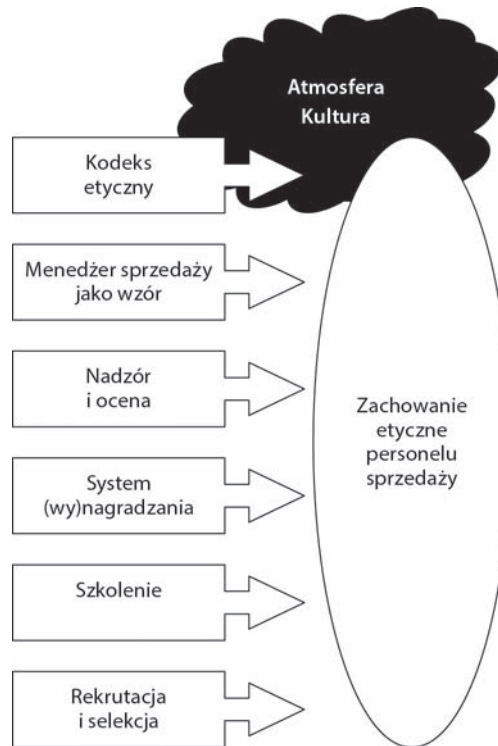 Atmosfera
Kultura
Kodeks
etyczny
Menedżer sprzedaży
jako wzór
Nadzór
i ocena
System
(wy)nagradzania
Szkolenie
Rekrutacja
i selekcja
Zachowanie
etyczne
personelu
sprzedaży